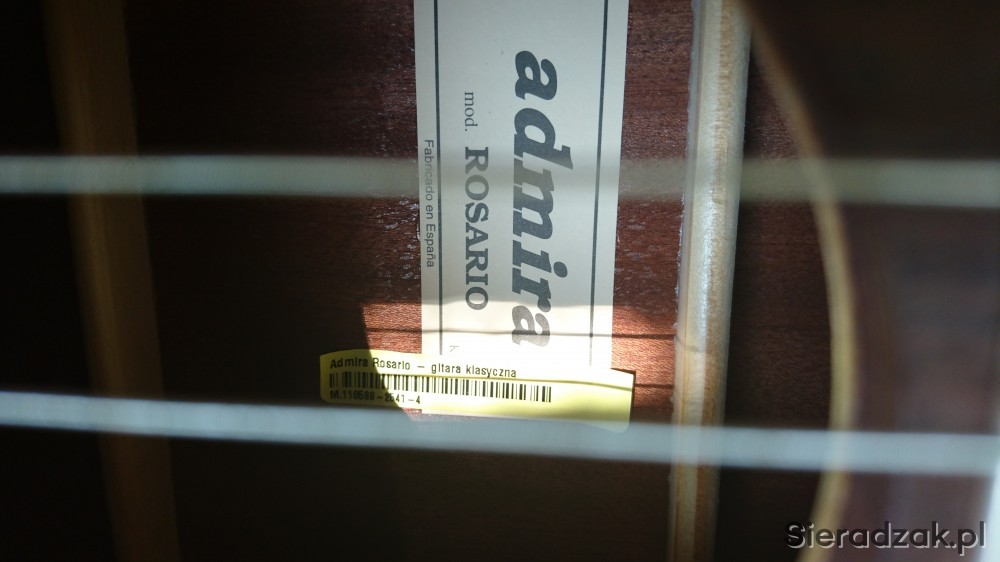 admira
mod. ROSARIO
Fabricado en España
Admira Rosario – gitara klasyczna
Sieradzak.pl